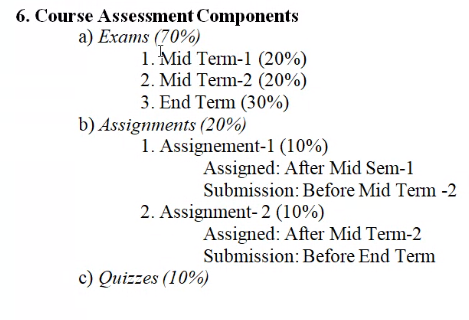 6. Course Assessment Components
a) Exams (70%)
1. Mid Term-1 (20%)
2. Mid Term-2 (20%)
3. End Term (30%)
b) Assignments (20%)
1. Assignement-1 (10%)
Assigned: After Mid Sem-1
Submission: Before Mid Term -2
2. Assignment- 2 (10%)
Assigned: After Mid Term-2
Submission: Before End Term
c) Quizzes (10%)